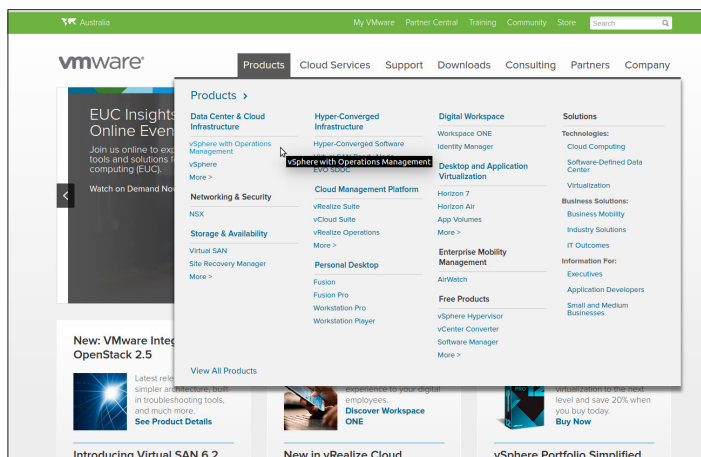 Australia
My VMware Partner Central Training Community Store Search
vmware
Products Cloud Services Support Downloads Consulting Partners Company
EUC Insights
Online Even
Join us online to exp
tools and solutions f
computing (EUC).
Watch on Demand Now
Products >
Data Center & Cloud
Infrastructure
vSphere with Operations
Management
vSphere
More >
Networking & Security
NSX
Storage & Availability
Virtual SAN
Site Recovery Manager
More >
Hyper-Converged
Infrastructure
Hyper-Converged Software
vSphere with Operations Management
EVO SDDC
Cloud Management Platform
vRealize Suite
vCloud Suite
vRealize Operations
More >
Personal Desktop
Fusion
Fusion Pro
Workstation Pro
Workstation Player
Digital Workspace
Workspace ONE
Identity Manager
Desktop and Application
Virtualization
Horizon 7
Horizon Air
App Volumes
More >
Enterprise Mobility
Management
AirWatch
Free Products
vSphere Hypervisor
vCenter Converter
Software Manager
More >
Solutions
Technologies:
Cloud Computing
Software-Defined Data
Center
Virtualization
Business Solutions:
Business Mobility
Industry Solutions
IT Outcomes
Information For:
Executives
Application Developers
Small and Medium
Businesses
View All Products
New: VMware Integ
OpenStack 2.5
Latest rele
simpler architecture, built-
in troubleshooting tools,
and much more.
See Product Details
experience to your digital
employees.
Discover Workspace
ONE
PRO
virtualization to the next
level and save 20% when
you buy today.
Buy Now
Introducing Virtual SAN 6.2
New in vRealize Cloud
vSphere Portfolio Simplified